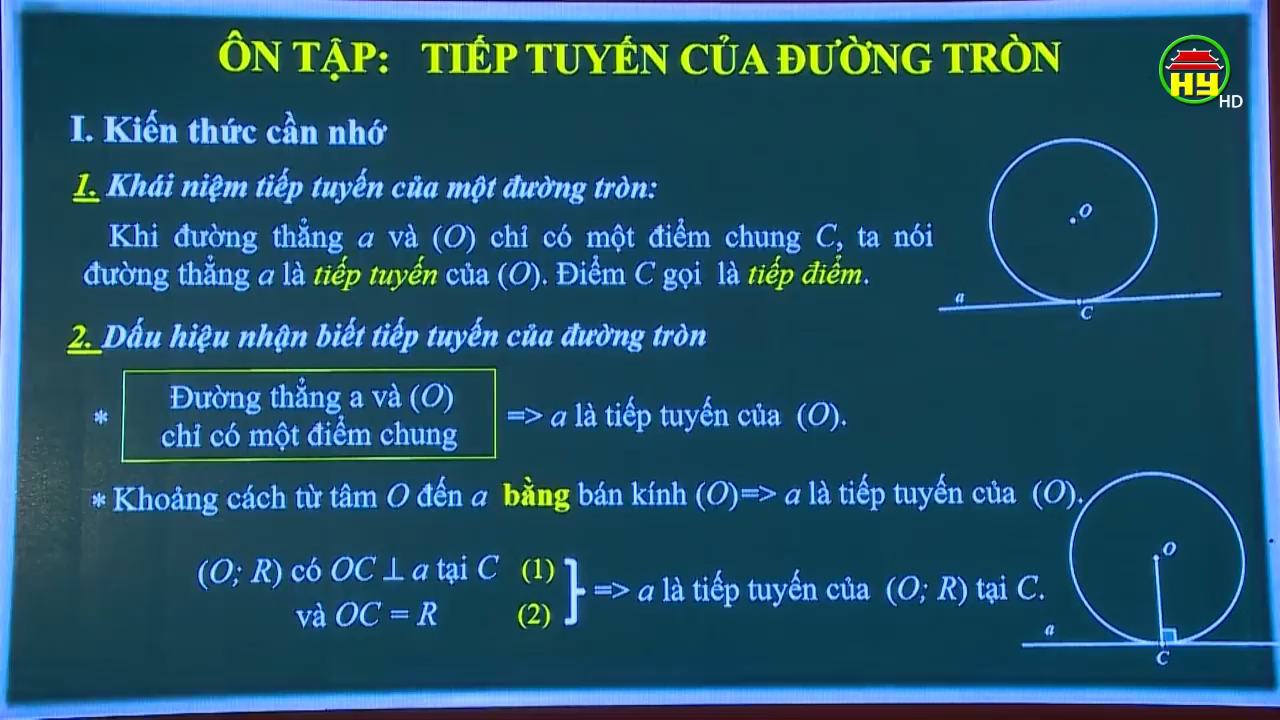 ÔN TẬP: TIẾP TUYẾN CỦA ĐƯỜNG TRÒN
HY
HD
I. Kiến thức cần nhớ
1. Khái niệm tiếp tuyến của một đường tròn:
Khi đường thẳng a và (O) chỉ có một điểm chung C, ta nói
đường thẳng a là tiếp tuyến của (O). Điểm C gọi là tiếp điểm.
O
a
C
2. Dấu hiệu nhận biết tiếp tuyến của đường tròn
* Đường thẳng a và (O)
chỉ có một điểm chung
=> a là tiếp tuyến của (O).
* Khoảng cách từ tâm O đến a bằng bán kính (O)=> a là tiếp tuyến của (O).
(O; R) có OC ⊥ a tại C (1)
và OC = R (2)
=> a là tiếp tuyến của (O; R) tại C.
O
a
C